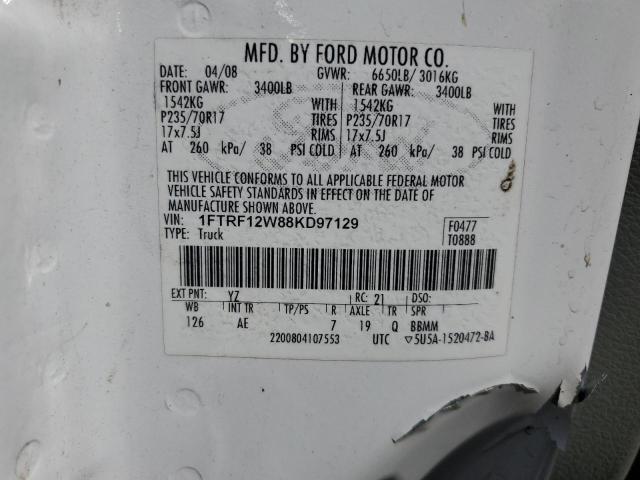 MFD. BY FORD MOTOR CO.
DATE: 04/08 GVWR: 6650LB/ 3016KG
FRONT GAWR: 3400LB REAR GAWR: 3400LB
1542KG WITH 1542KG WITH
P235/70R17 TIRES P235/70R17 TIRES
17x7.5J RIMS 17x7.5J RIMS
AT 260 kPa/ 38 PSI COLD AT 260 kPa/ 38 PSI COLD
THIS VEHICLE CONFORMS TO ALL APPLICABLE FEDERAL MOTOR
VEHICLE SAFETY STANDARDS IN EFFECT ON THE DATE OF
MANUFACTURE SHOWN ABOVE.
VIN: 1FTRF12W88KD97129 F0477
TYPE: Truck T0888
EXT PNT: YZ RC: 21 DSO:
WB INT TR TP/PS R AXLE TR SPR
126 AE 7 19 Q BBMM
2200804107553 UTC ▽5U5A-1520472-BA